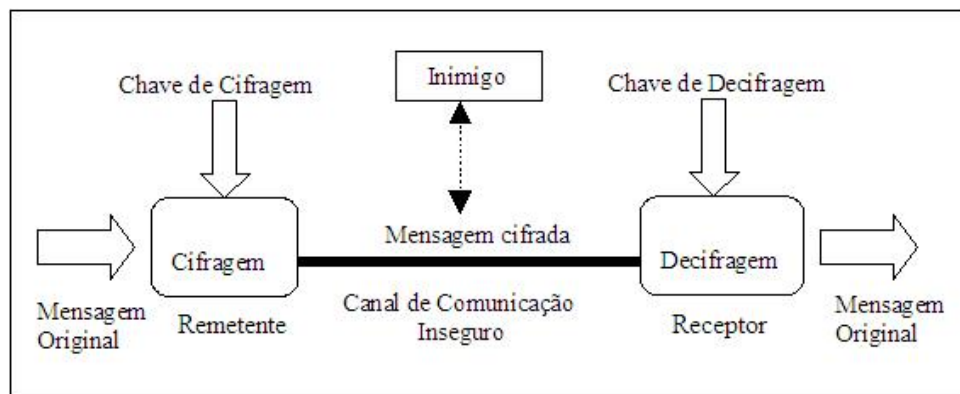 Chave de Cifragem
Inimigo
Chave de Decifragem
Mensagem cifrada
Cifragem
Decifragem
Mensagem
Original
Remetente
Canal de Comunicação
Inseguro
Receptor
Mensagem
Original